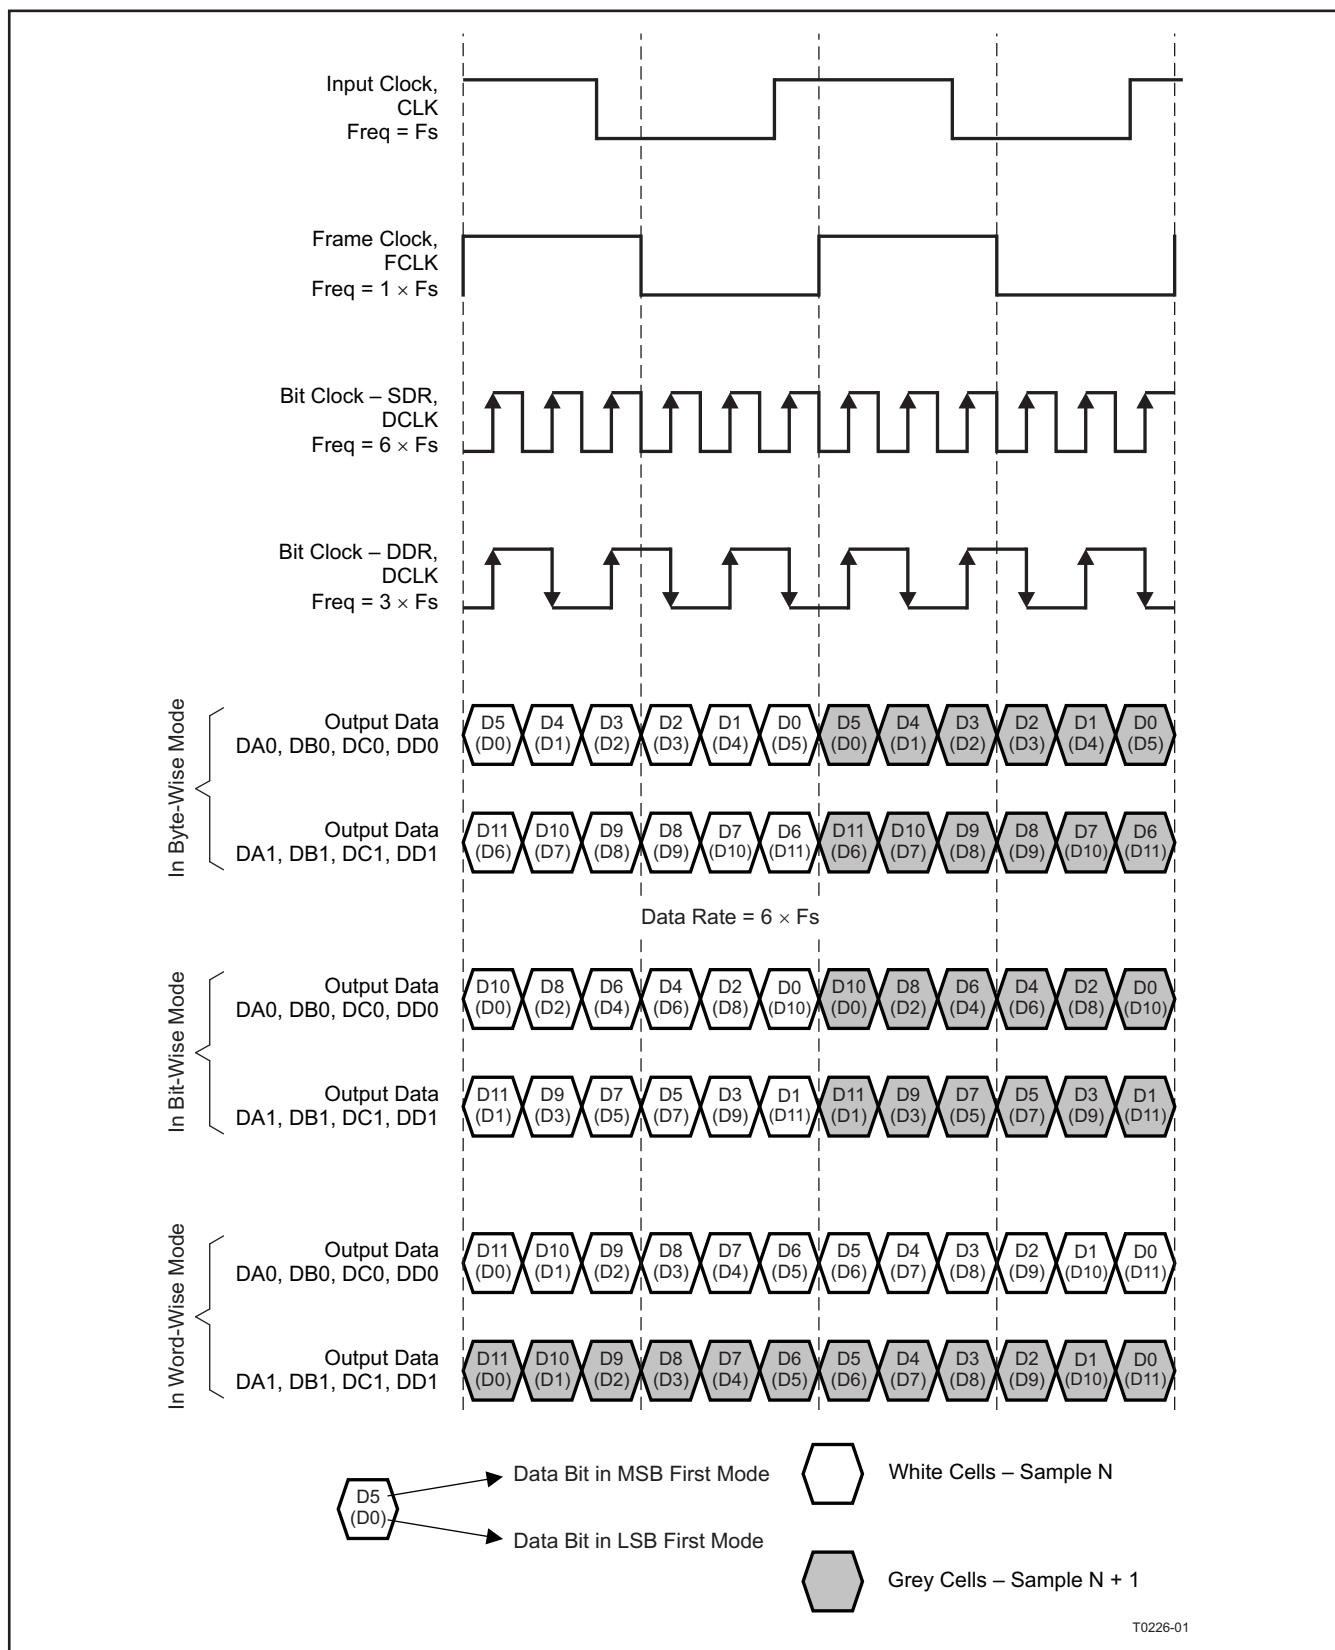 Input Clock,
CLK
Freq = Fs
Frame Clock,
FCLK
Freq = 1 × Fs
Bit Clock – SDR,
DCLK
Freq = 6 × Fs
Bit Clock – DDR,
DCLK
Freq = 3 × Fs
In Byte-Wise Mode
Output Data
DA0, DB0, DC0, DD0
D5 D4 D3 D2 D1 D0 D5 D4 D3 D2 D1 D0
(D0) (D1) (D2) (D3) (D4) (D5) (D0) (D1) (D2) (D3) (D4) (D5)
Output Data
DA1, DB1, DC1, DD1
D11 D10 D9 D8 D7 D6 D11 D10 D9 D8 D7 D6
(D6) (D7) (D8) (D9) (D10) (D11) (D6) (D7) (D8) (D9) (D10) (D11)
Data Rate = 6 × Fs
In Bit-Wise Mode
Output Data
DA0, DB0, DC0, DD0
D10 D8 D6 D4 D2 D0 D10 D8 D6 D4 D2 D0
(D0) (D2) (D4) (D6) (D8) (D10) (D0) (D2) (D4) (D6) (D8) (D10)
Output Data
DA1, DB1, DC1, DD1
D11 D9 D7 D5 D3 D1 D11 D9 D7 D5 D3 D1
(D1) (D3) (D5) (D7) (D9) (D11) (D1) (D3) (D5) (D7) (D9) (D11)
In Word-Wise Mode
Output Data
DA0, DB0, DC0, DD0
D11 D10 D9 D8 D7 D6 D5 D4 D3 D2 D1 D0
(D0) (D1) (D2) (D3) (D4) (D5) (D6) (D7) (D8) (D9) (D10) (D11)
Output Data
DA1, DB1, DC1, DD1
D11 D10 D9 D8 D7 D6 D5 D4 D3 D2 D1 D0
(D0) (D1) (D2) (D3) (D4) (D5) (D6) (D7) (D8) (D9) (D10) (D11)
D5
(D0)
Data Bit in MSB First Mode
Data Bit in LSB First Mode
White Cells – Sample N
Grey Cells – Sample N + 1
T0226-01